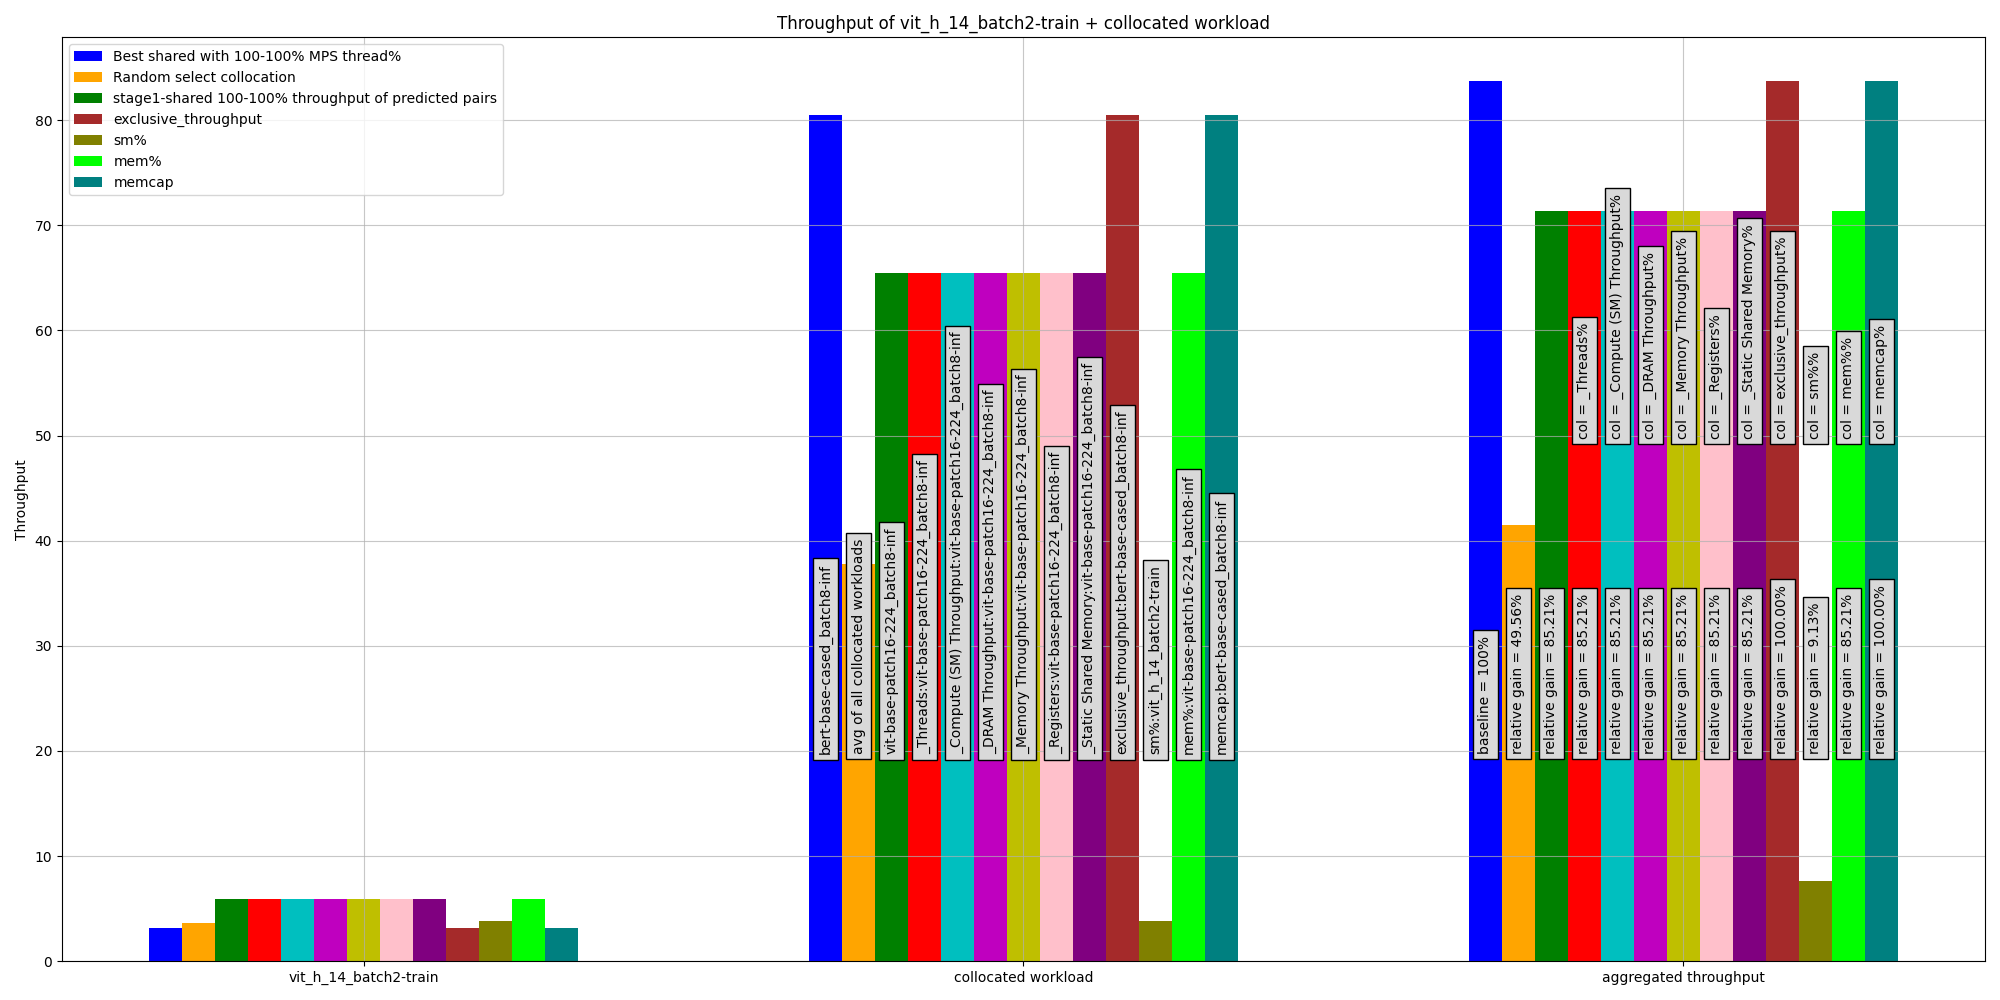 Throughput of vit_h_14_batch2-train + collocated workload
Best shared with 100-100% MPS thread%
Random select collocation
stage1-shared 100-100% throughput of predicted pairs
exclusive_throughput
sm%
mem%
memcap
Throughput
80
70
60
50
40
30
20
10
0
bert-base-cased_batch8-inf
avg of all collocated workloads
vit-base-patch16-224_batch8-inf
_Threads:vit-base-patch16-224_batch8-inf
_Compute (SM) Throughput:vit-base-patch16-224_batch8-inf
_DRAM Throughput:vit-base-patch16-224_batch8-inf
_Memory Throughput:vit-base-patch16-224_batch8-inf
_Registers:vit-base-patch16-224_batch8-inf
_Static Shared Memory:vit-base-patch16-224_batch8-inf
exclusive_throughput:bert-base-cased_batch8-inf
sm%:vit_h_14_batch2-train
mem%:vit-base-patch16-224_batch8-inf
memcap:bert-base-cased_batch8-inf
col = _Threads%
col = _Compute (SM) Throughput%
col = _DRAM Throughput%
col = _Memory Throughput%
col = _Registers%
col = _Static Shared Memory%
col = exclusive_throughput%
col = sm%%
col = mem%%
col = memcap%
baseline = 100%
relative gain = 49.56%
relative gain = 85.21%
relative gain = 85.21%
relative gain = 85.21%
relative gain = 85.21%
relative gain = 85.21%
relative gain = 85.21%
relative gain = 85.21%
relative gain = 100.00%
relative gain = 9.13%
relative gain = 85.21%
relative gain = 100.00%
vit_h_14_batch2-train
collocated workload
aggregated throughput